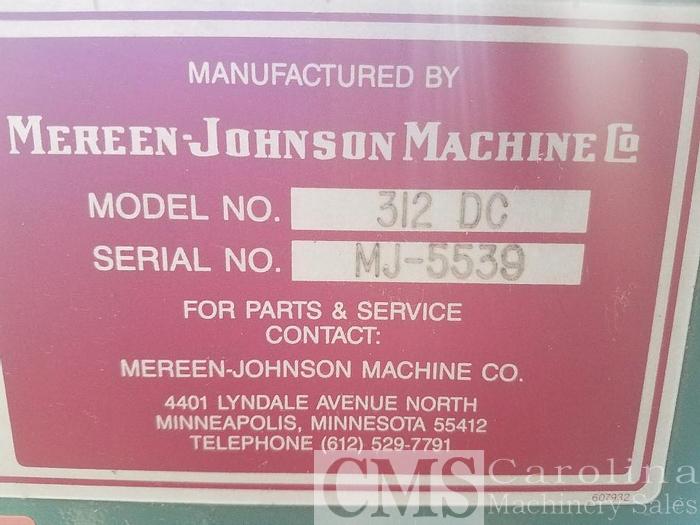 MANUFACTURED BY
MEREEN-JOHNSON MACHINE Co
MODEL NO. 312 DC
SERIAL NO. MJ-5539
FOR PARTS & SERVICE
CONTACT:
MEREEN-JOHNSON MACHINE CO.
4401 LYNDALE AVENUE NORTH
MINNEAPOLIS, MINNESOTA 55412
TELEPHONE (612) 529-7791
CMS Carolina
Machinery Sales
607932